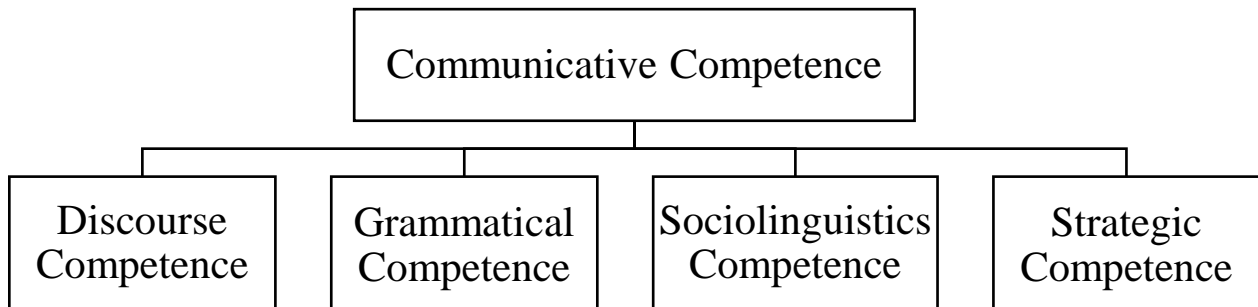 Communicative Competence
Discourse
Competence
Grammatical
Competence
Sociolinguistics
Competence
Strategic
Competence